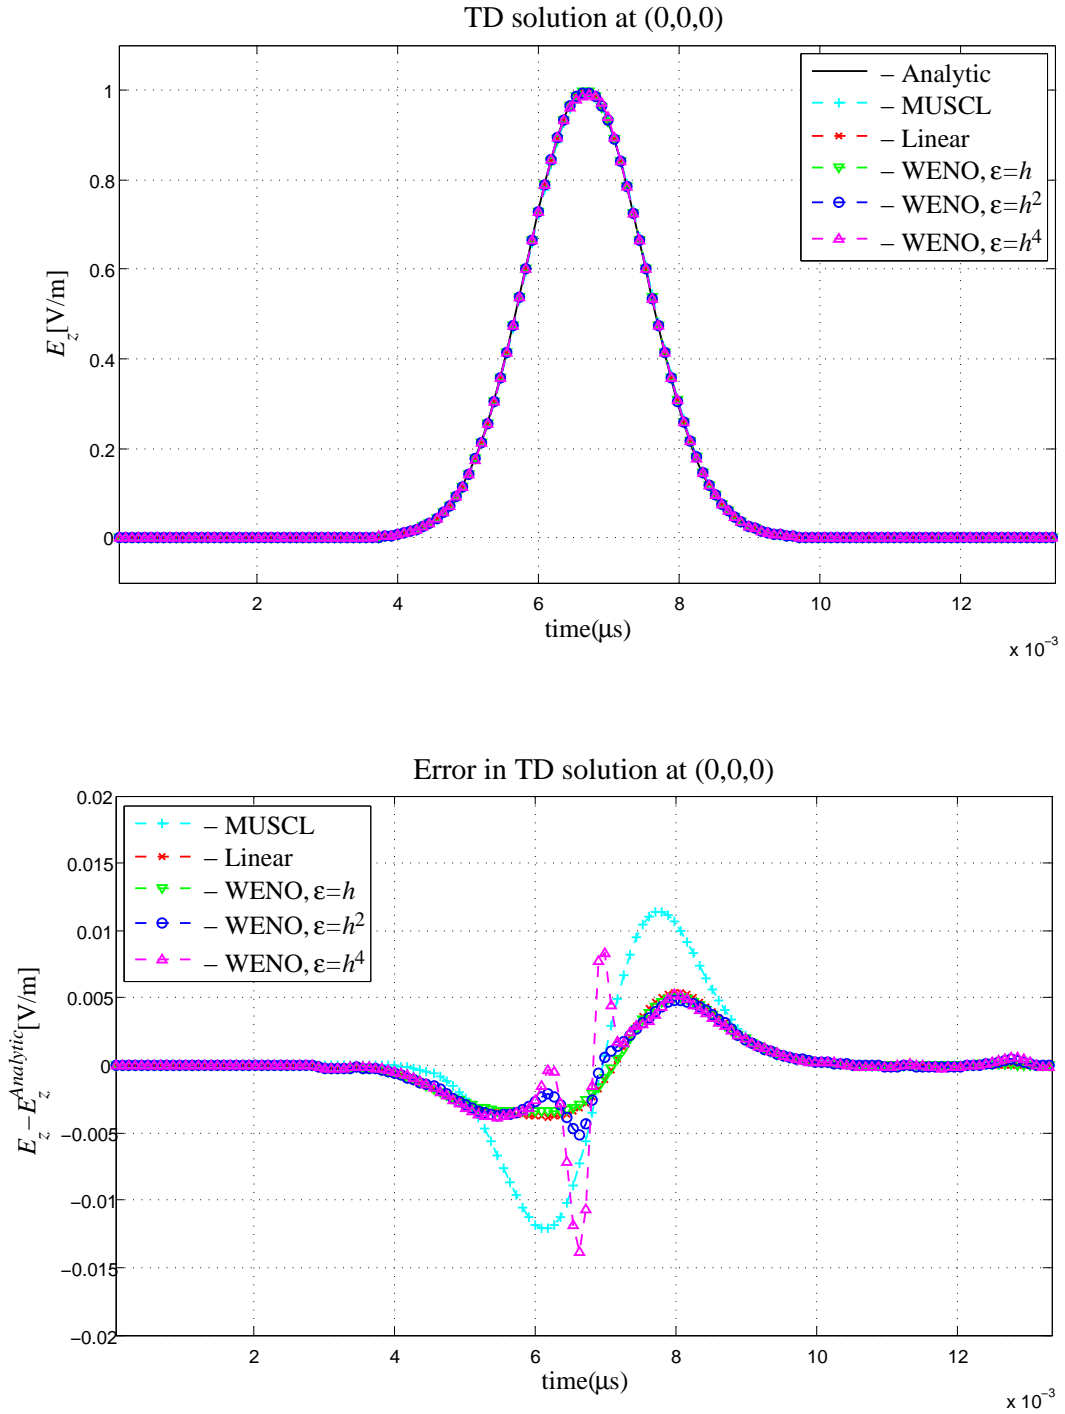 TD solution at (0,0,0)
– Analytic
– MUSCL
– Linear
– WENO, ε=h
– WENO, ε=h²
– WENO, ε=h⁴
1
0.8
0.6
0.4
0.2
0
E_z[V/m]
2 4 6 8 10 12
time(μs)
x 10⁻³
Error in TD solution at (0,0,0)
– MUSCL
– Linear
– WENO, ε=h
– WENO, ε=h²
– WENO, ε=h⁴
0.02
0.015
0.01
0.005
0
−0.005
−0.01
−0.015
−0.02
E_z−E_z^Analytic[V/m]
2 4 6 8 10 12
time(μs)
x 10⁻³